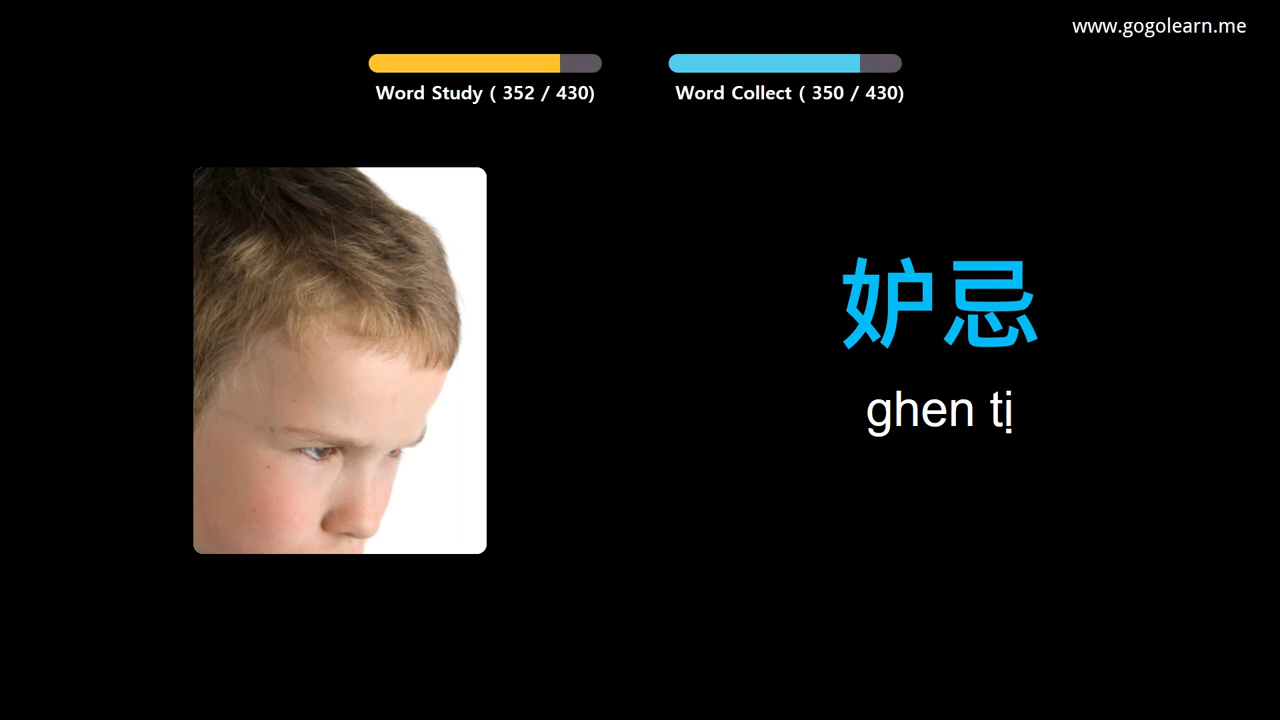 www.gogolearn.me
Word Study ( 352 / 430)
Word Collect ( 350 / 430)
妒忌
ghen tị